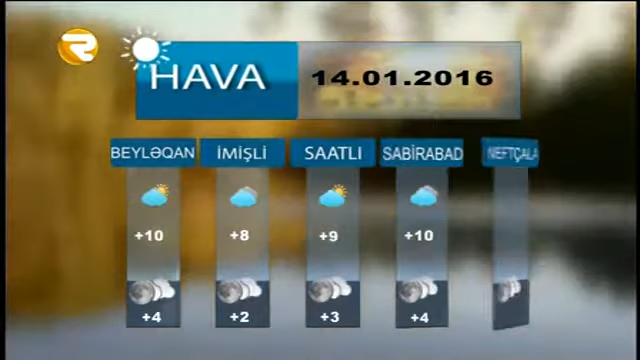 HAVA
14.01.2016
BEYLƏQAN İMİŞLİ SAATLI SABİRABAD NEFTÇALA
+10 +8 +9 +10
+4 +2 +3 +4